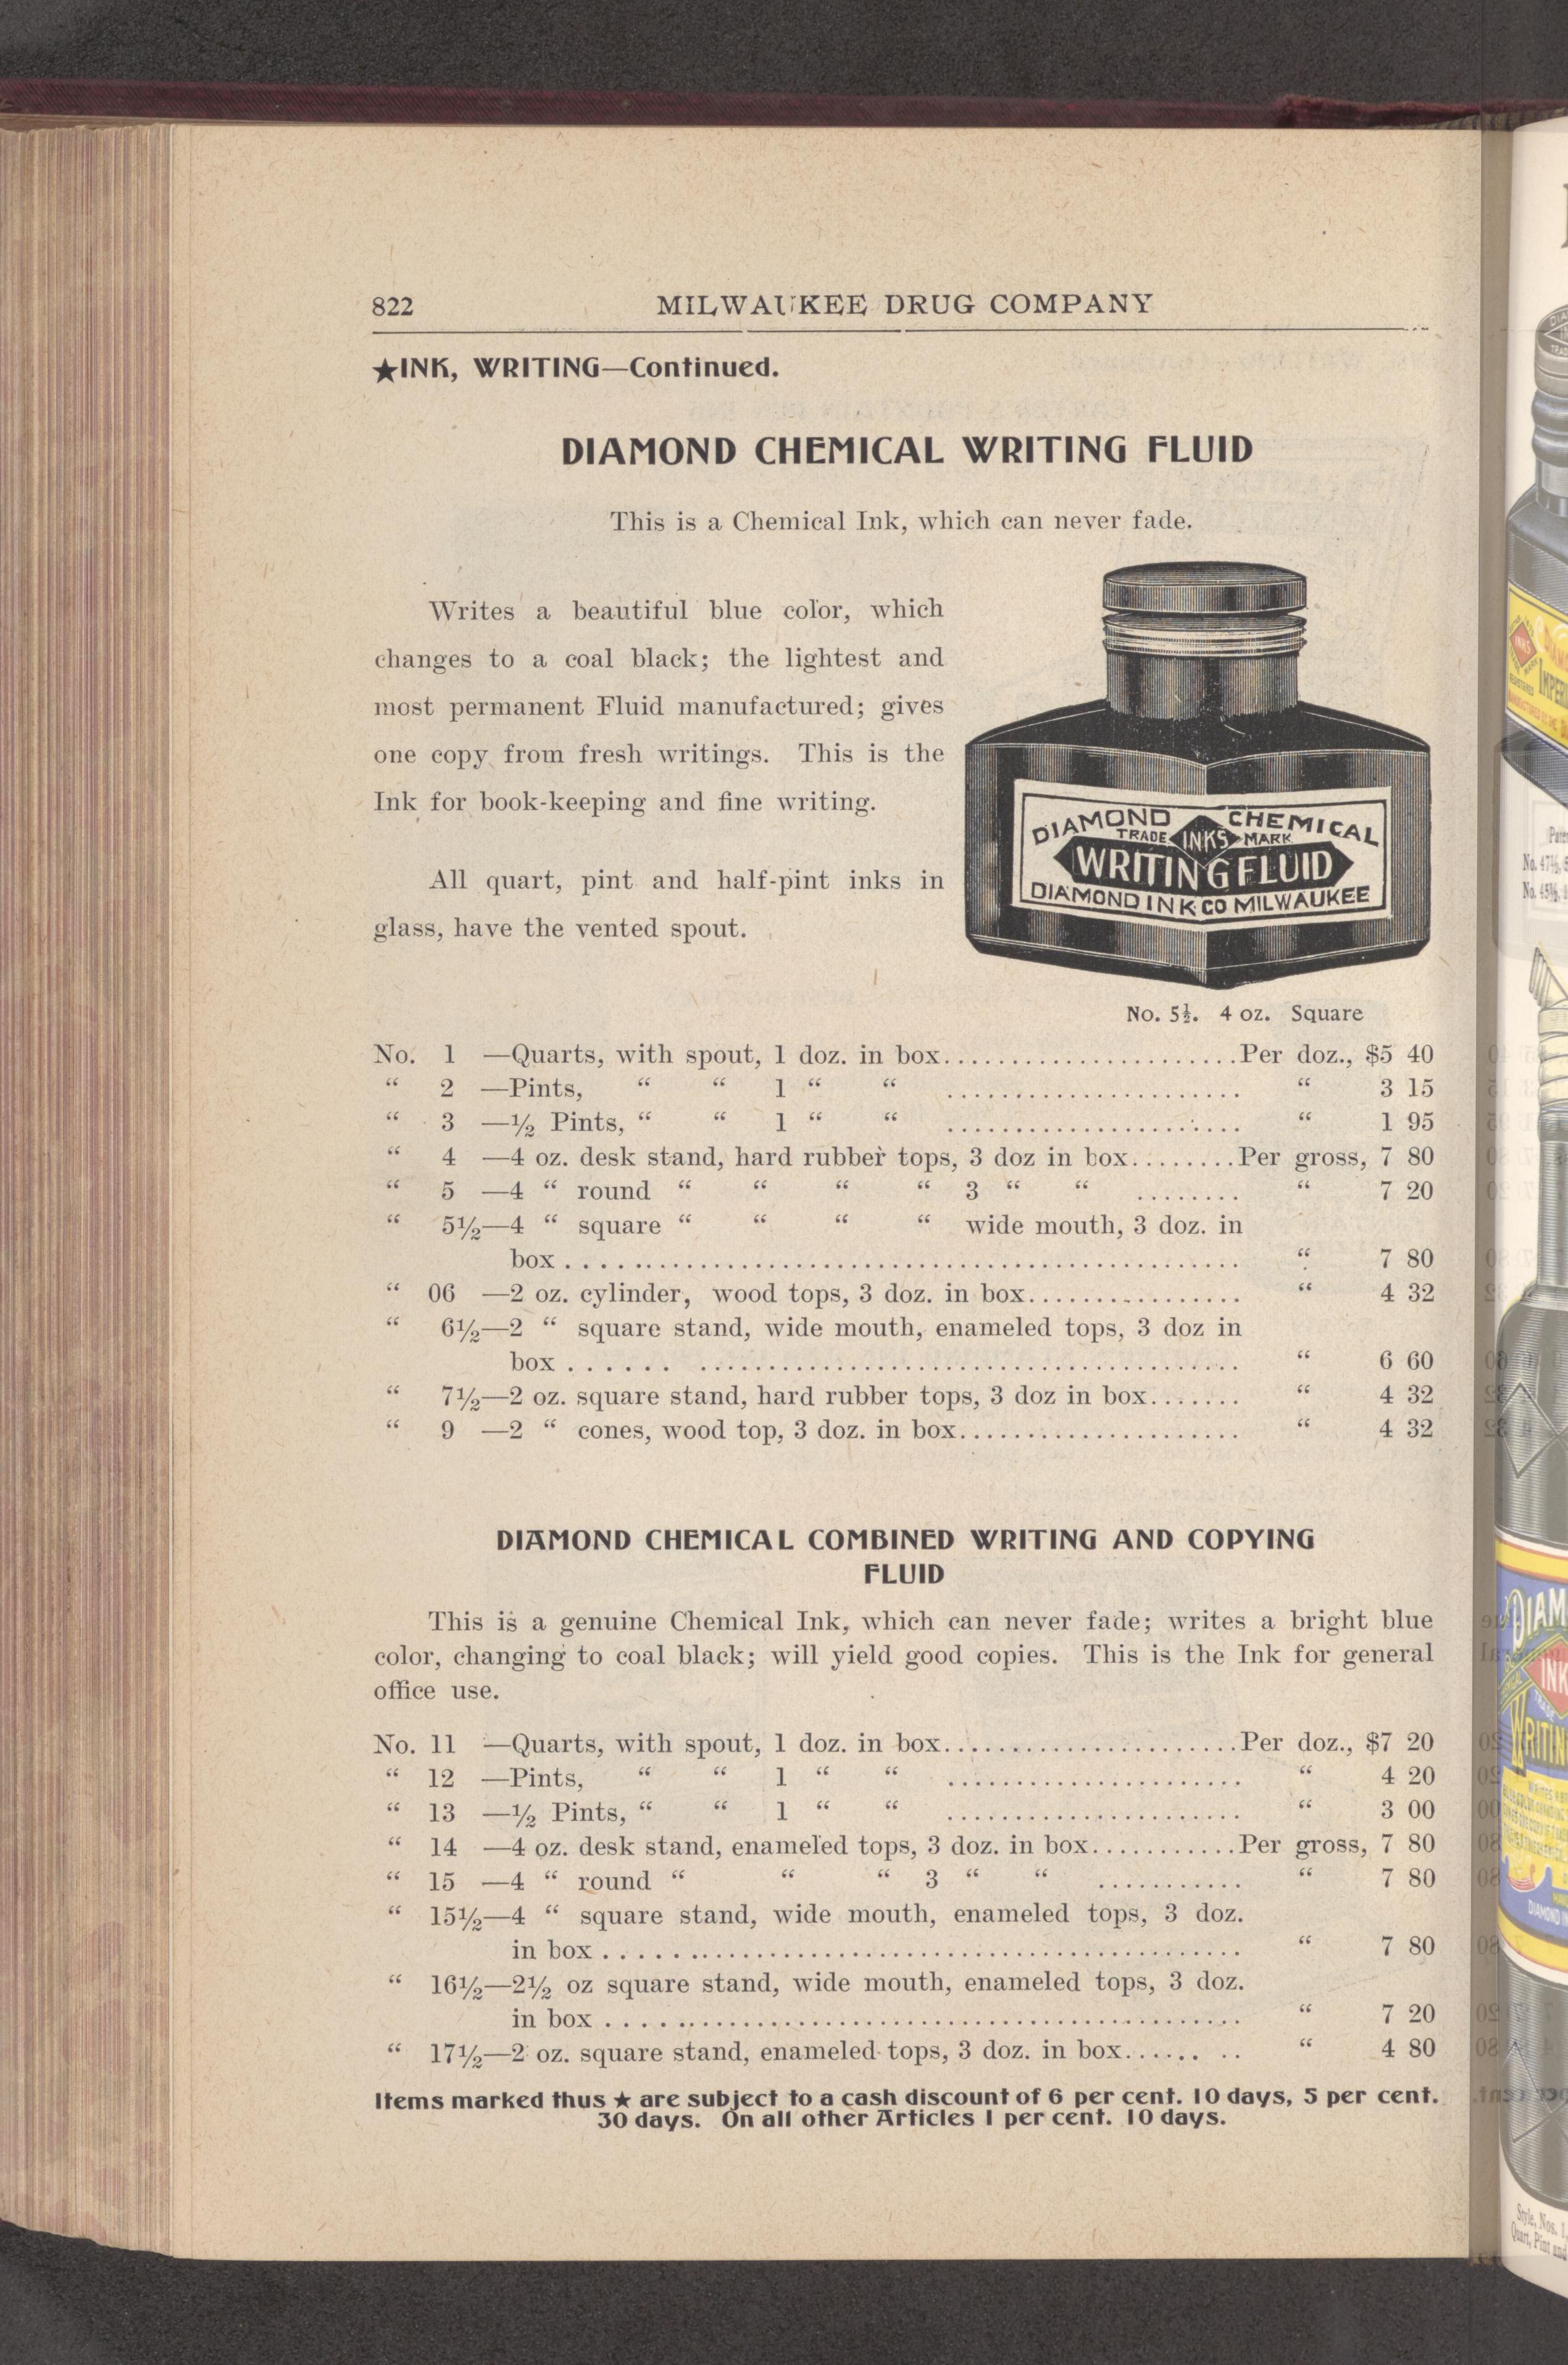 822 MILWAUKEE DRUG COMPANY
★INK, WRITING—Continued.
DIAMOND CHEMICAL WRITING FLUID
This is a Chemical Ink, which can never fade.
Writes a beautiful blue color, which
changes to a coal black; the lightest and
most permanent Fluid manufactured; gives
one copy from fresh writings. This is the
Ink for book-keeping and fine writing.
All quart, pint and half-pint inks in
glass, have the vented spout.
DIAMOND CHEMICAL
TRADE INKS MARK
WRITING FLUID
DIAMOND INK CO MILWAUKEE
No. 5½. 4 oz. Square
No. 1 —Quarts, with spout, 1 doz. in box......................Per doz., $5 40
“ 2 —Pints, “ “ 1 “ “ ...................... “ 3 15
“ 3 —½ Pints, “ “ 1 “ “ ...................... “ 1 95
“ 4 —4 oz. desk stand, hard rubber tops, 3 doz in box........Per gross, 7 80
“ 5 —4 “ round “ “ “ “ 3 “ “ ........ “ 7 20
“ 5½—4 “ square “ “ “ “ wide mouth, 3 doz. in
box .................................................. “ 7 80
“ 06 —2 oz. cylinder, wood tops, 3 doz. in box................ “ 4 32
“ 6½—2 “ square stand, wide mouth, enameled tops, 3 doz in
box ...... ........................................ “ 6 60
“ 7½—2 oz. square stand, hard rubber tops, 3 doz in box....... “ 4 32
“ 9 —2 “ cones, wood top, 3 doz. in box..................... “ 4 32
DIAMOND CHEMICAL COMBINED WRITING AND COPYING
FLUID
This is a genuine Chemical Ink, which can never fade; writes a bright blue
color, changing to coal black; will yield good copies. This is the Ink for general
office use.
No. 11 —Quarts, with spout, 1 doz. in box......................Per doz., $7 20
“ 12 —Pints, “ “ 1 “ “ ...................... “ 4 20
“ 13 —½ Pints, “ “ 1 “ “ ...................... “ 3 00
“ 14 —4 oz. desk stand, enameled tops, 3 doz. in box...........Per gross, 7 80
“ 15 —4 “ round “ “ “ 3 “ “ ........... “ 7 80
“ 15½—4 “ square stand, wide mouth, enameled tops, 3 doz.
in box ............................................... “ 7 80
“ 16½—2½ oz square stand, wide mouth, enameled tops, 3 doz.
in box ............................................... “ 7 20
“ 17½—2 oz. square stand, enameled tops, 3 doz. in box...... .. “ 4 80
Items marked thus ★ are subject to a cash discount of 6 per cent. 10 days, 5 per cent.
30 days. On all other Articles 1 per cent. 10 days.